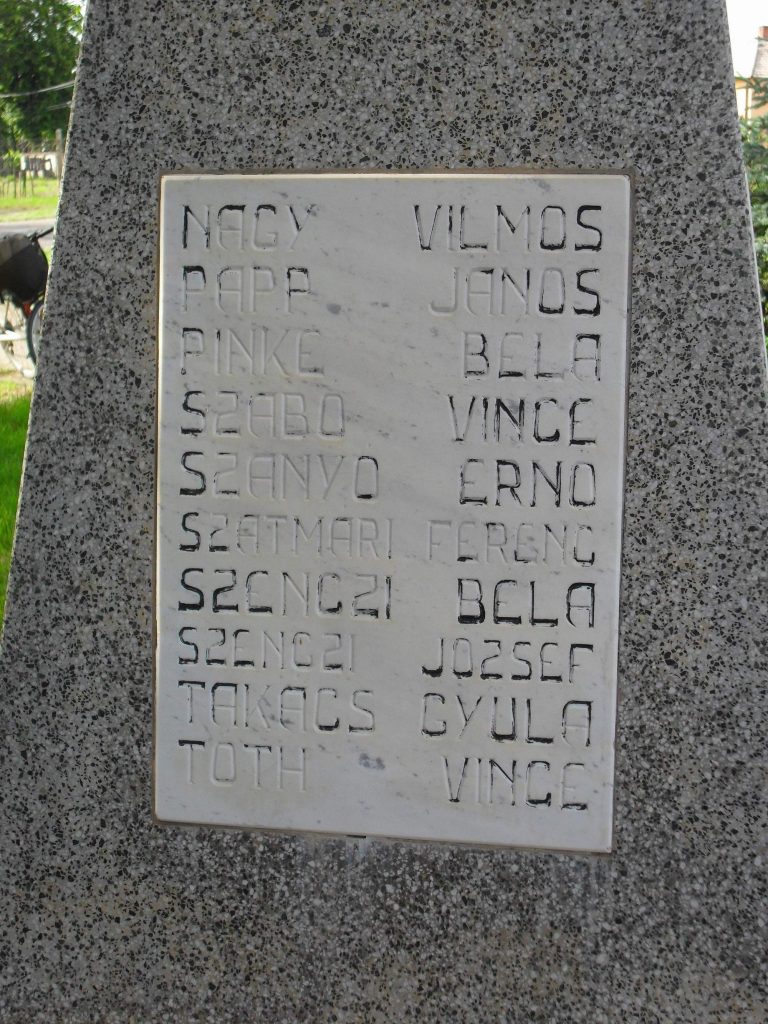 NAGY VILMOS
PAPP JANOS
PINKE BELA
SZABO VINCE
SZANYO ERNO
SZATMARI FERENC
SZENCZI BELA
SZENCZI JOZSEF
TAKACS GYULA
TOTH VINCE